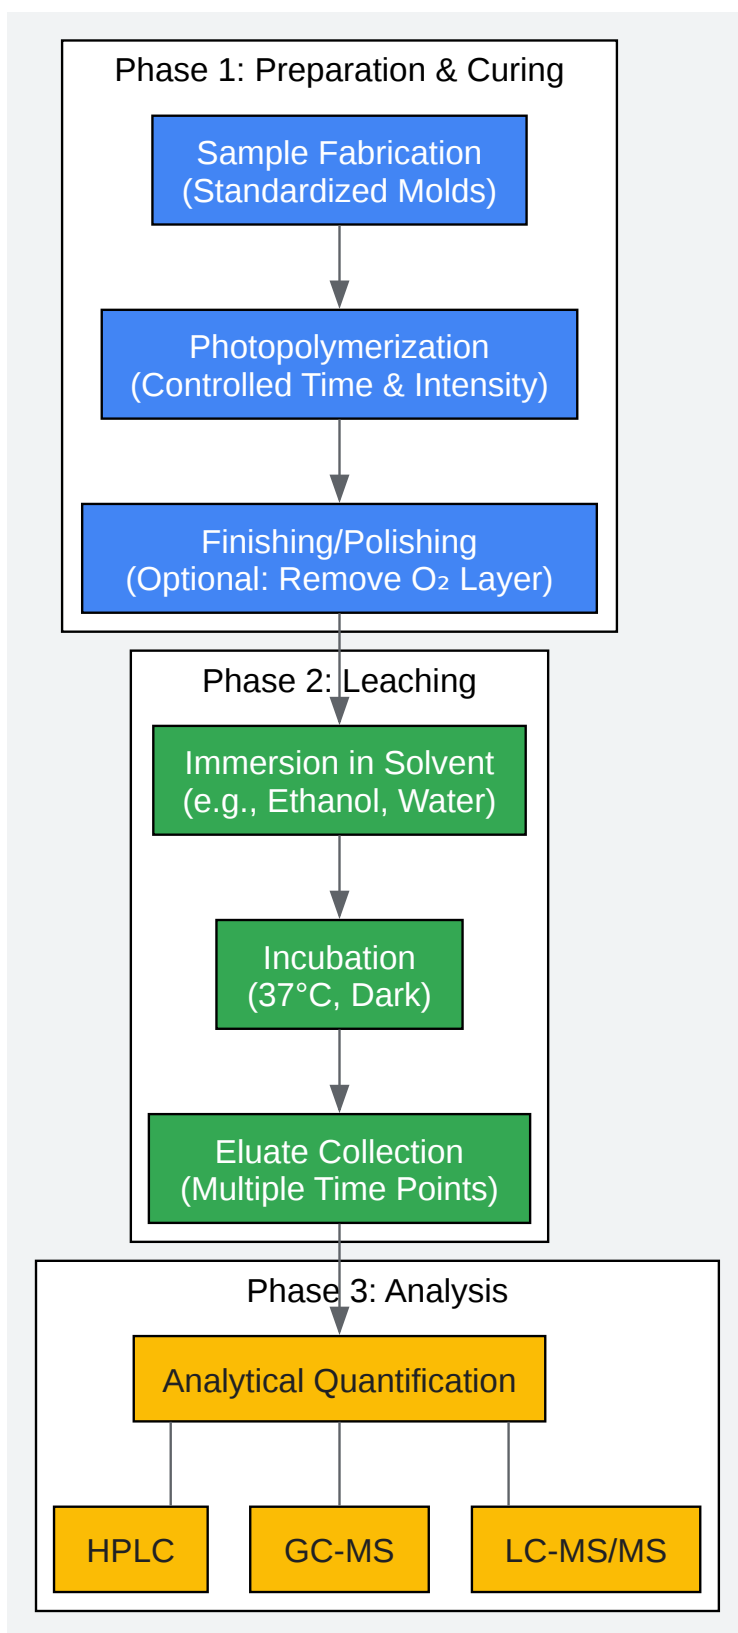 Phase 1: Preparation & Curing
Sample Fabrication
(Standardized Molds)
Photopolymerization
(Controlled Time & Intensity)
Finishing/Polishing
(Optional: Remove O₂ Layer)
Phase 2: Leaching
Immersion in Solvent
(e.g., Ethanol, Water)
Incubation
(37°C, Dark)
Eluate Collection
(Multiple Time Points)
Phase 3: Analysis
Analytical Quantification
HPLC
GC-MS
LC-MS/MS